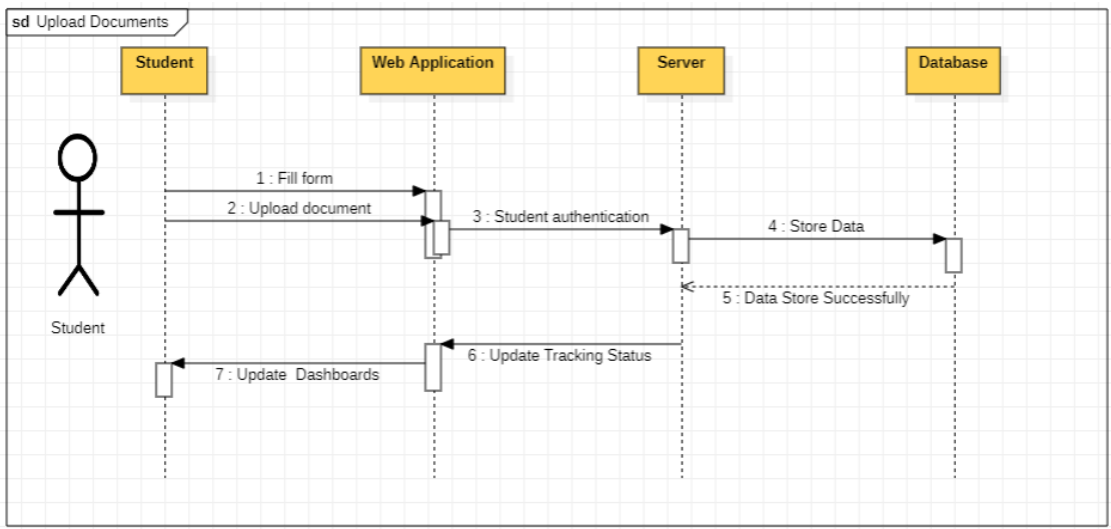 sd Upload Documents
Student
Web Application
Server
Database
1 : Fill form
2 : Upload document
3 : Student authentication
4 : Store Data
5 : Data Store Successfully
Student
6 : Update Tracking Status
7 : Update  Dashboards